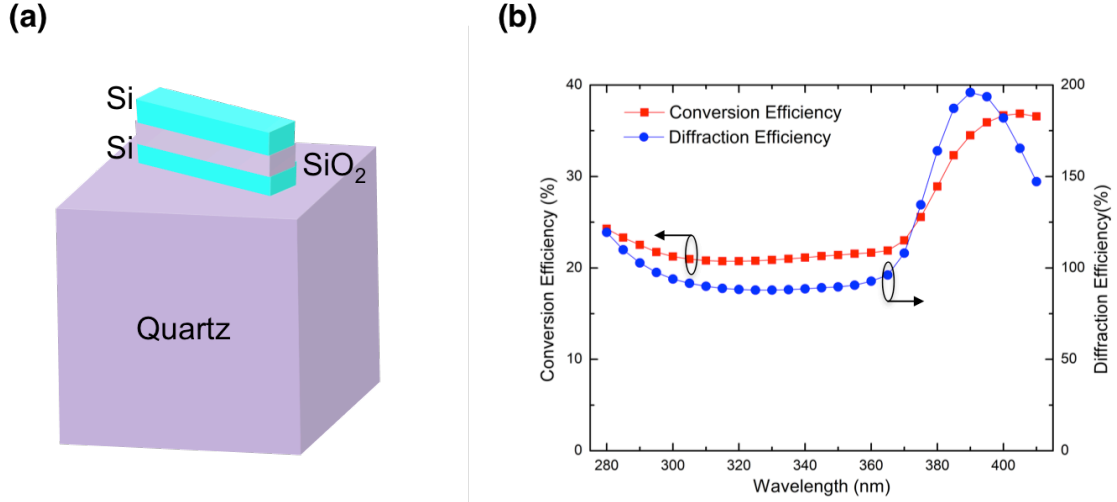 (a)
Si
Si
SiO₂
Quartz
(b)
Conversion Efficiency
Diffraction Efficiency
40
30
20
10
0
Conversion Efficiency (%)
200
150
100
50
0
Diffraction Efficiency(%)
280 300 320 340 360 380 400
Wavelength (nm)